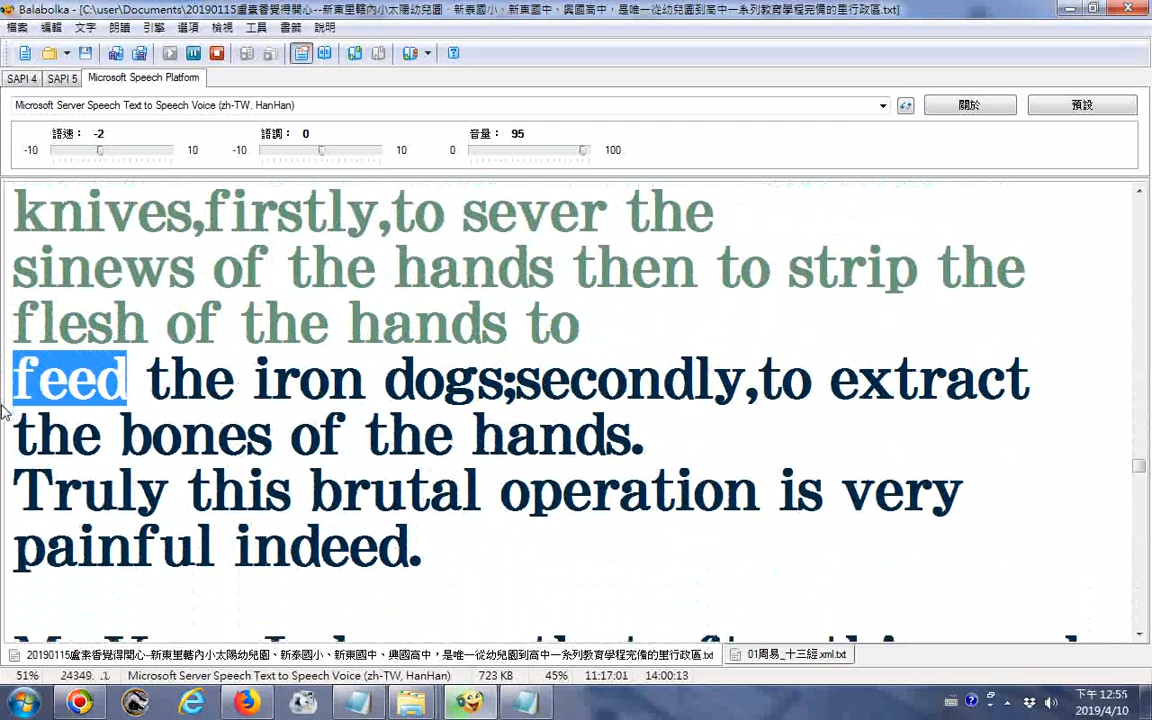 Balabolka - [C:\user\Documents\20190115盧素香覺得開心--新東里轄內小太陽幼兒園、新泰國小、新東國中、興國高中，是唯一從幼兒園到高中一系列教育學程完備的里行政區.txt]
檔案 編輯 文字 朗讀 引擎 選項 檢視 工具 書籤 說明
SAPI 4 SAPI 5 Microsoft Speech Platform
Microsoft Server Speech Text to Speech Voice (zh-TW, HanHan) 關於 預設
語速： -2 語調： 0 音量： 95
-10 10 -10 10 0 100
knives,firstly,to sever the
sinews of the hands then to strip the
flesh of the hands to
feed the iron dogs;secondly,to extract
the bones of the hands.
Truly this brutal operation is very
painful indeed.
20190115盧素香覺得開心--新東里轄內小太陽幼兒園、新泰國小、新東國中、興國高中，是唯一從幼兒園到高中一系列教育學程完備的里行政區.txt 01周易_十三經.xml.txt
51% Microsoft Server Speech Text to Speech Voice (zh-TW, HanHan) 723 KB 45% 11:17:01 14:00:13
下午 12:55
2019/4/10